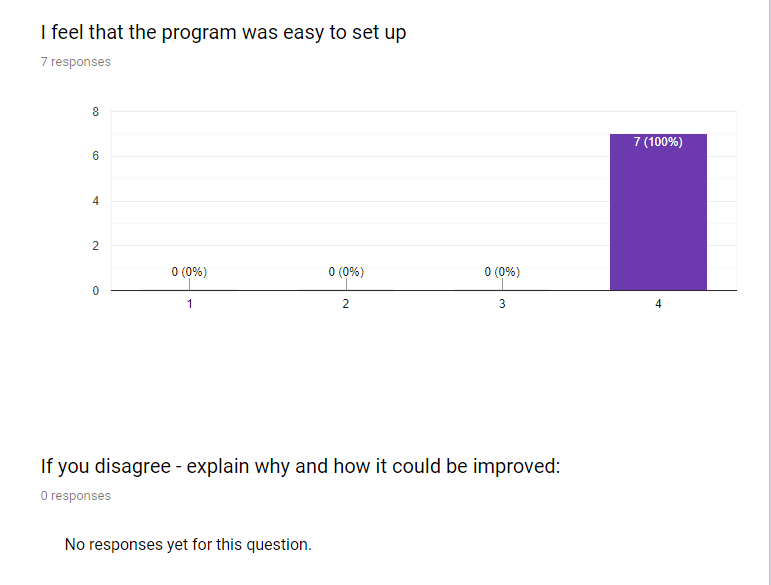 I feel that the program was easy to set up
7 responses
8
6
4
2
0
0 (0%) 0 (0%) 0 (0%) 7 (100%)
1 2 3 4
If you disagree - explain why and how it could be improved:
0 responses
No responses yet for this question.